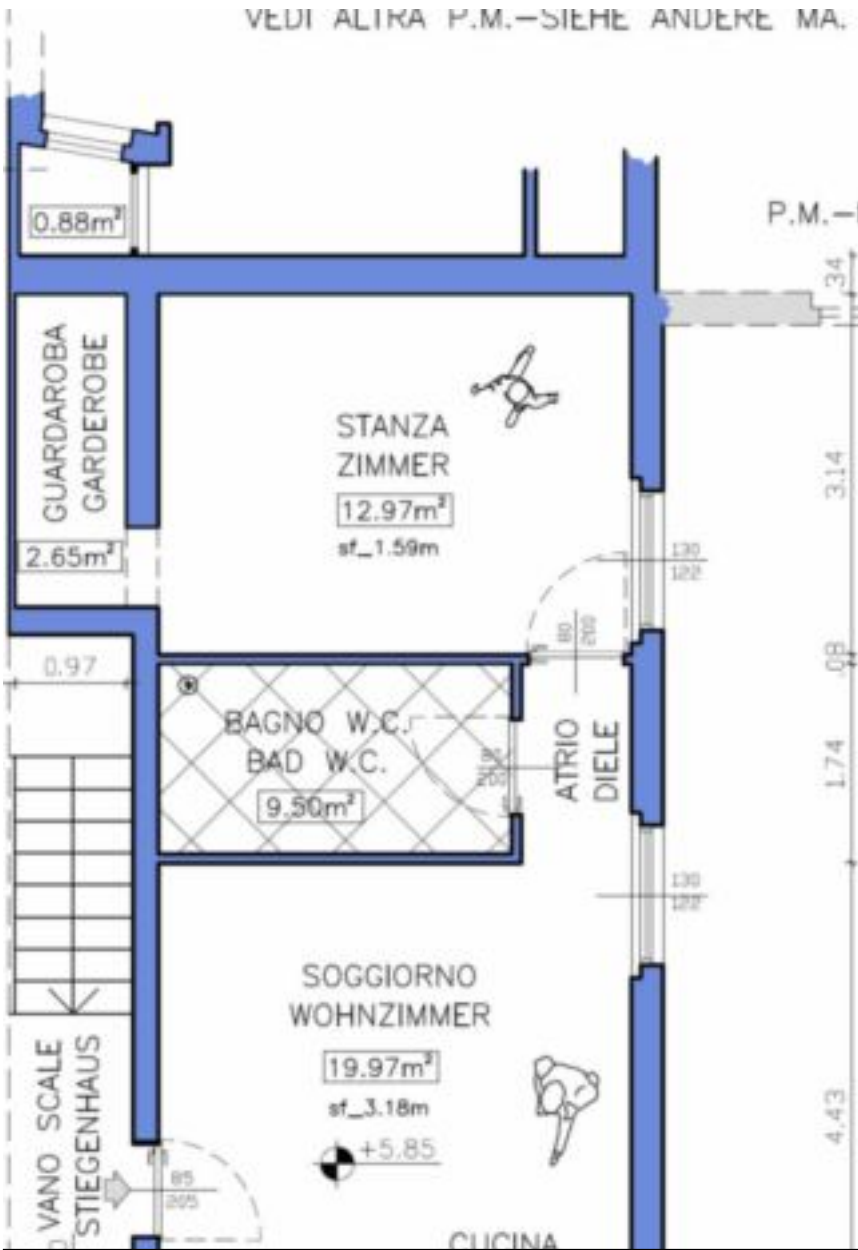 VEDI ALTRA P.M.-SIEHE ANDERE MA.
0.88m²
P.M.-
.34
GUARDAROBA
GARDEROBE
2.65m²
STANZA
ZIMMER
12.97m²
sf_1.59m
3.14
130
122
80
200
.08
0.97
BAGNO W.C.
BAD W.C.
9.50m²
ATRIO
DIELE
1.74
130
122
SOGGIORNO
WOHNZIMMER
19.97m²
sf_3.18m
+5.85
4.43
VANO SCALE
STIEGENHAUS
85
205
CUCINA